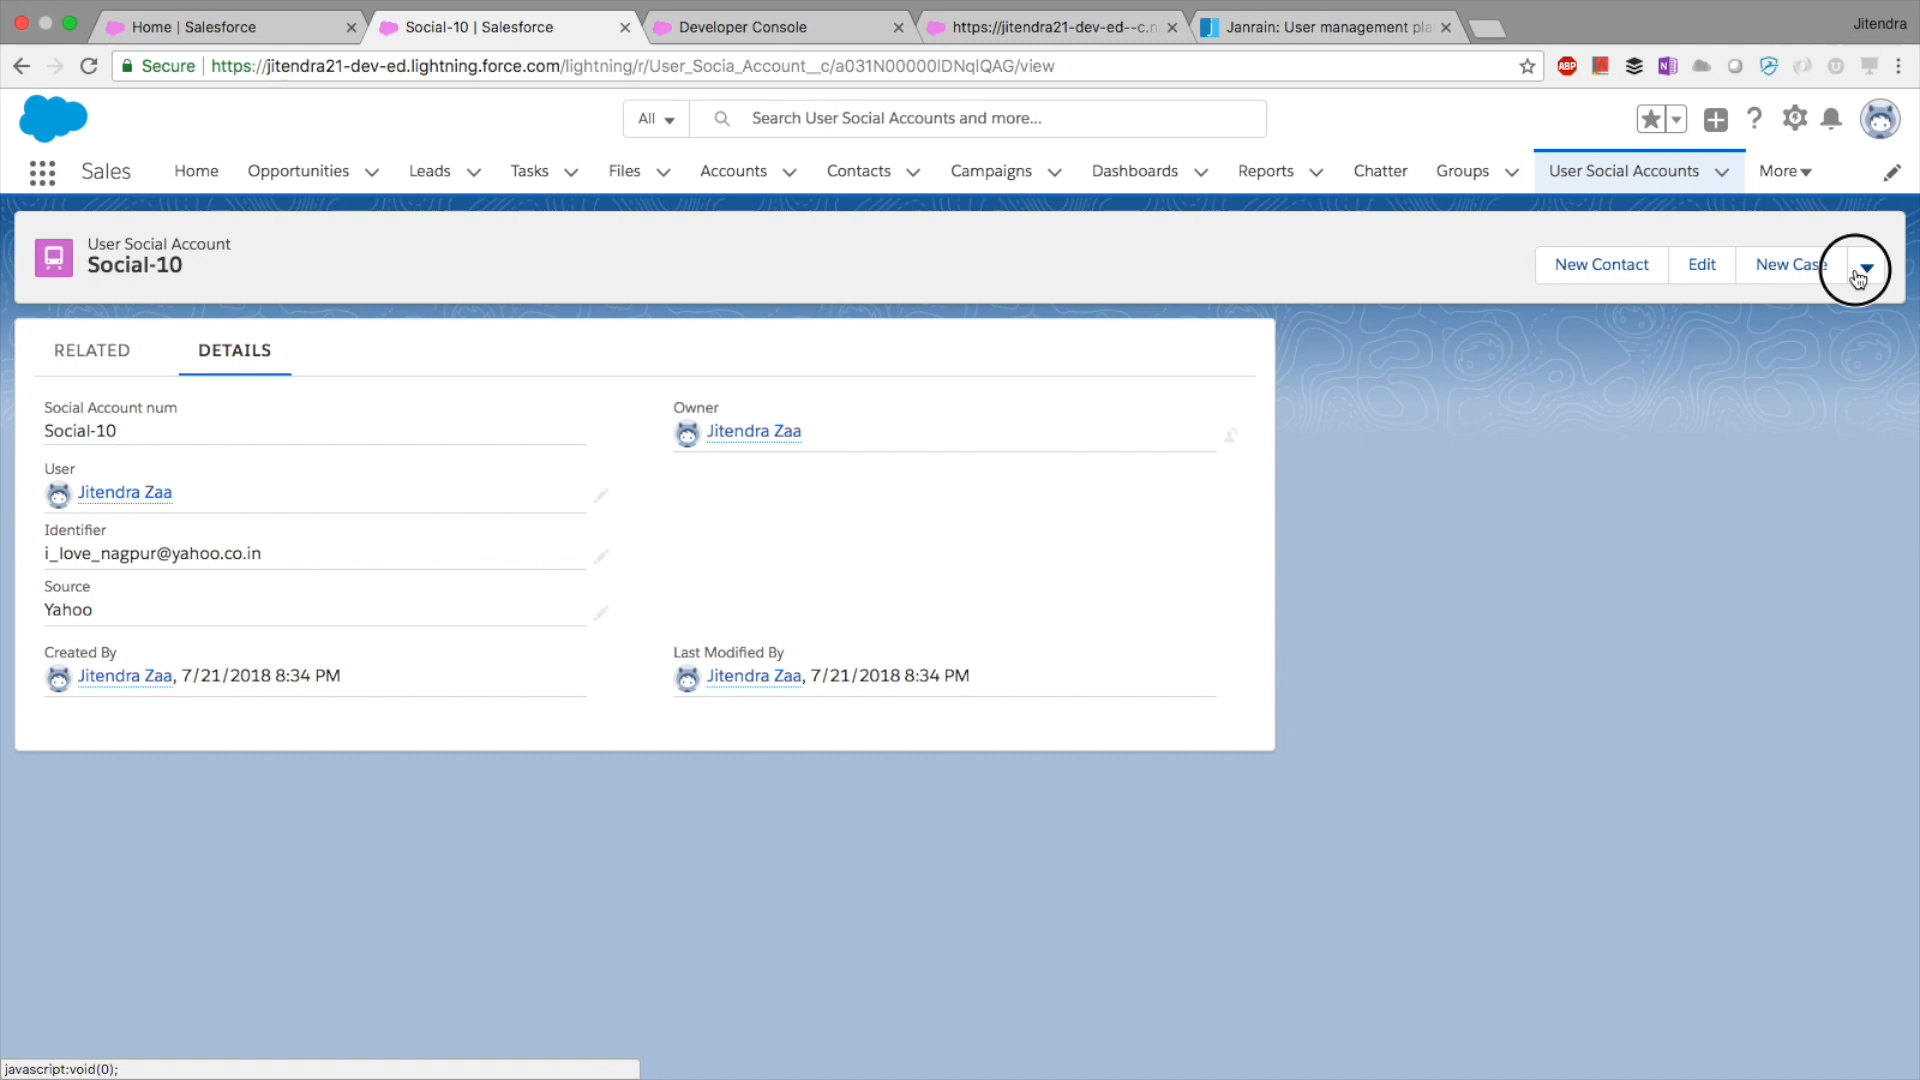 Home | Salesforce
Social-10 | Salesforce
Developer Console
https://jitendra21-dev-ed--c.n
Janrain: User management pla
Jitendra
Secure
https://jitendra21-dev-ed.lightning.force.com/lightning/r/User_Socia_Account__c/a031N00000IDNqIQAG/view
ABP
All
Search User Social Accounts and more...
Sales
Home
Opportunities
Leads
Tasks
Files
Accounts
Contacts
Campaigns
Dashboards
Reports
Chatter
Groups
User Social Accounts
More
User Social Account
Social-10
New Contact
Edit
New Case
RELATED
DETAILS
Social Account num
Social-10
Owner
Jitendra Zaa
User
Jitendra Zaa
Identifier
i_love_nagpur@yahoo.co.in
Source
Yahoo
Created By
Jitendra Zaa, 7/21/2018 8:34 PM
Last Modified By
Jitendra Zaa, 7/21/2018 8:34 PM
javascript:void(0);